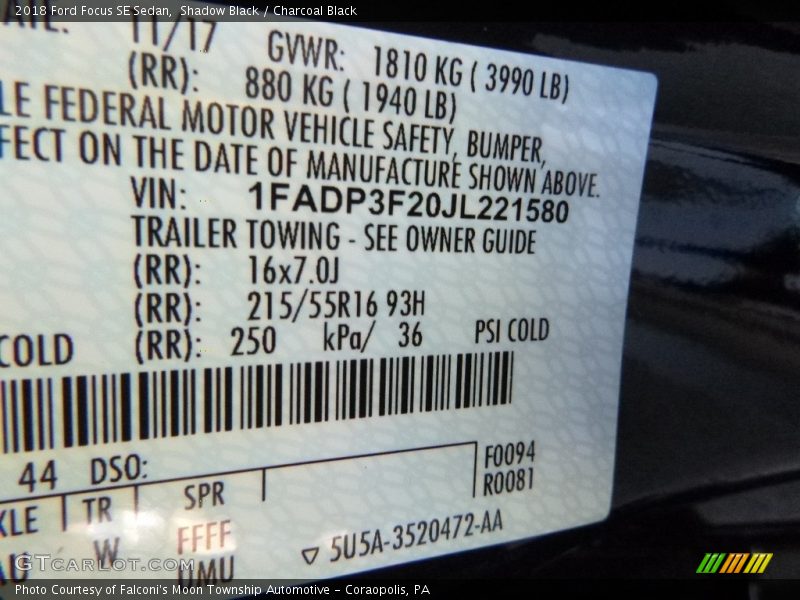 2018 Ford Focus SE Sedan, Shadow Black / Charcoal Black
11/17 GVWR: 1810 KG ( 3990 LB)
(RR): 880 KG ( 1940 LB)
LE FEDERAL MOTOR VEHICLE SAFETY, BUMPER,
FECT ON THE DATE OF MANUFACTURE SHOWN ABOVE.
VIN: 1FADP3F20JL221580
TRAILER TOWING - SEE OWNER GUIDE
(RR): 16x7.0J
(RR): 215/55R16 93H
COLD (RR): 250 kPa/ 36 PSI COLD
44 DSO:
F0094
R0081
XLE TR SPR
W FFFF
UMU
▽ 5U5A-3520472-AA
GTCarLot.com
Photo Courtesy of Falconi's Moon Township Automotive - Coraopolis, PA